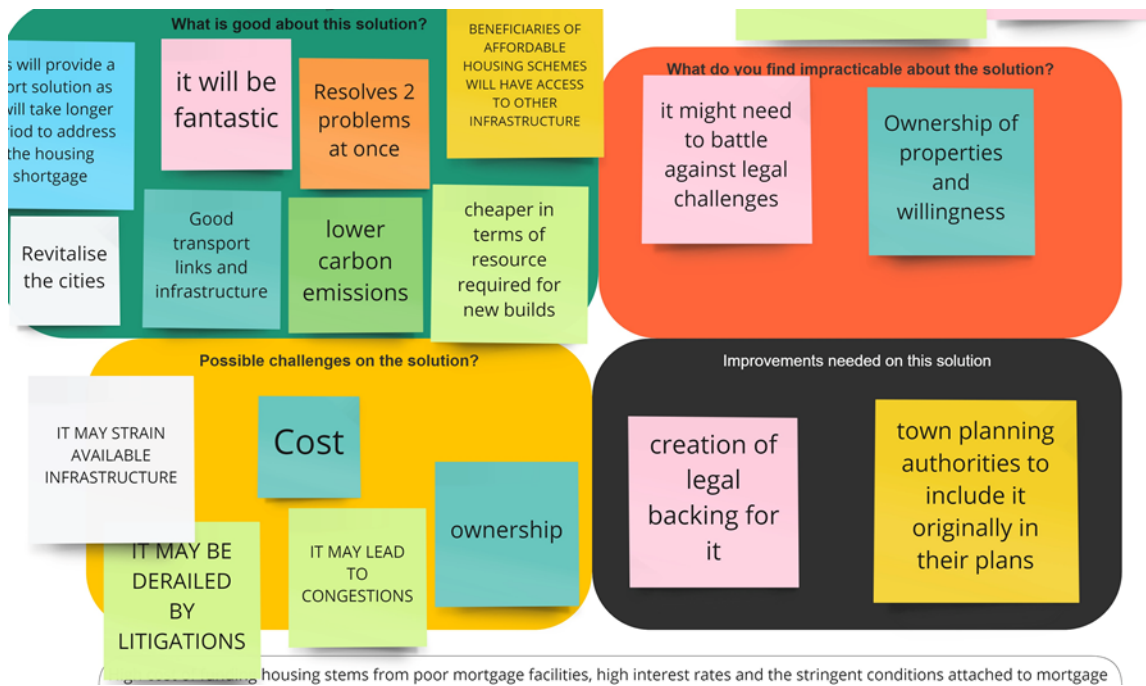 What is good about this solution?
will provide a
solution as
will take longer
to address
the housing
shortage
it will be
fantastic
Resolves 2
problems
at once
BENEFICIARIES OF
AFFORDABLE
HOUSING SCHEMES
WILL HAVE ACCESS
TO OTHER
INFRASTRUCTURE
Revitalise
the cities
Good
transport
links and
infrastructure
lower
carbon
emissions
cheaper in
terms of
resource
required for
new builds
What do you find impracticable about the solution?
it might need
to battle
against legal
challenges
Ownership of
properties
and
willingness
Possible challenges on the solution?
IT MAY STRAIN
AVAILABLE
INFRASTRUCTURE
Cost
ownership
IT MAY BE
DERAILED
BY
LITIGATIONS
IT MAY LEAD
TO
CONGESTIONS
Improvements needed on this solution
creation of
legal
backing for
it
town planning
authorities to
include it
originally in
their plans
housing stems from poor mortgage facilities, high interest rates and the stringent conditions attached to mortgage